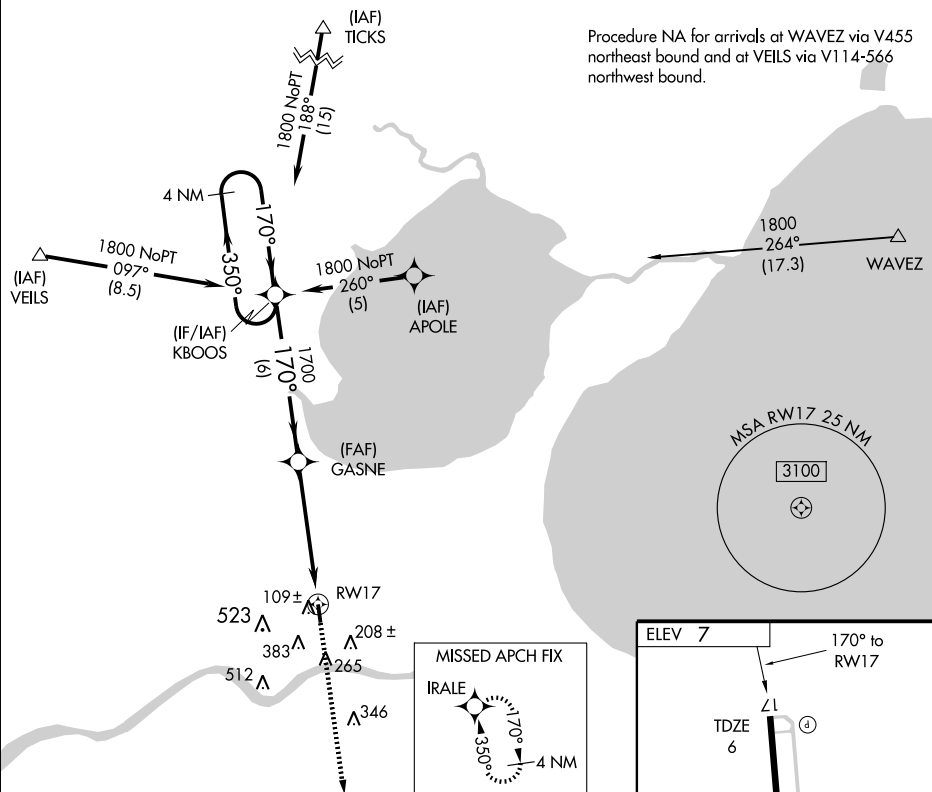 (IAF)
TICKS
Procedure NA for arrivals at WAVEZ via V455
northeast bound and at VEILS via V114-566
northwest bound.
1800 NoPT
188°
(15)
4 NM
170°
350°
1800 NoPT
097°
(8.5)
(IAF)
VEILS
1800 NoPT
260°
(5)
(IAF)
APOLE
1800
264°
(17.3)
WAVEZ
(IF/IAF)
KBOOS
1700
170°
(6)
(FAF)
GASNE
MSA RW17 25 NM
3100
RW17
109±
523
383
208±
265
512
346
MISSED APCH FIX
IRALE
170°
350°
4 NM
ELEV 7
170° to
RW17
17
TDZE
6
P